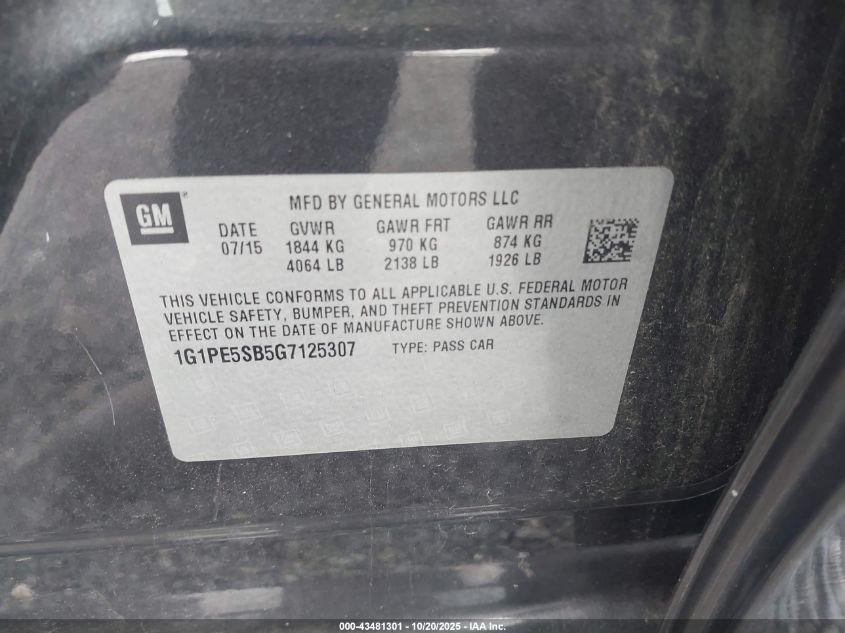 GM
MFD BY GENERAL MOTORS LLC
DATE GVWR GAWR FRT GAWR RR
07/15 1844 KG 970 KG 874 KG
4064 LB 2138 LB 1926 LB
THIS VEHICLE CONFORMS TO ALL APPLICABLE U.S. FEDERAL MOTOR
VEHICLE SAFETY, BUMPER, AND THEFT PREVENTION STANDARDS IN
EFFECT ON THE DATE OF MANUFACTURE SHOWN ABOVE.
1G1PE5SB5G7125307 TYPE: PASS CAR
000-43481301 - 10/20/2025 - IAA Inc.